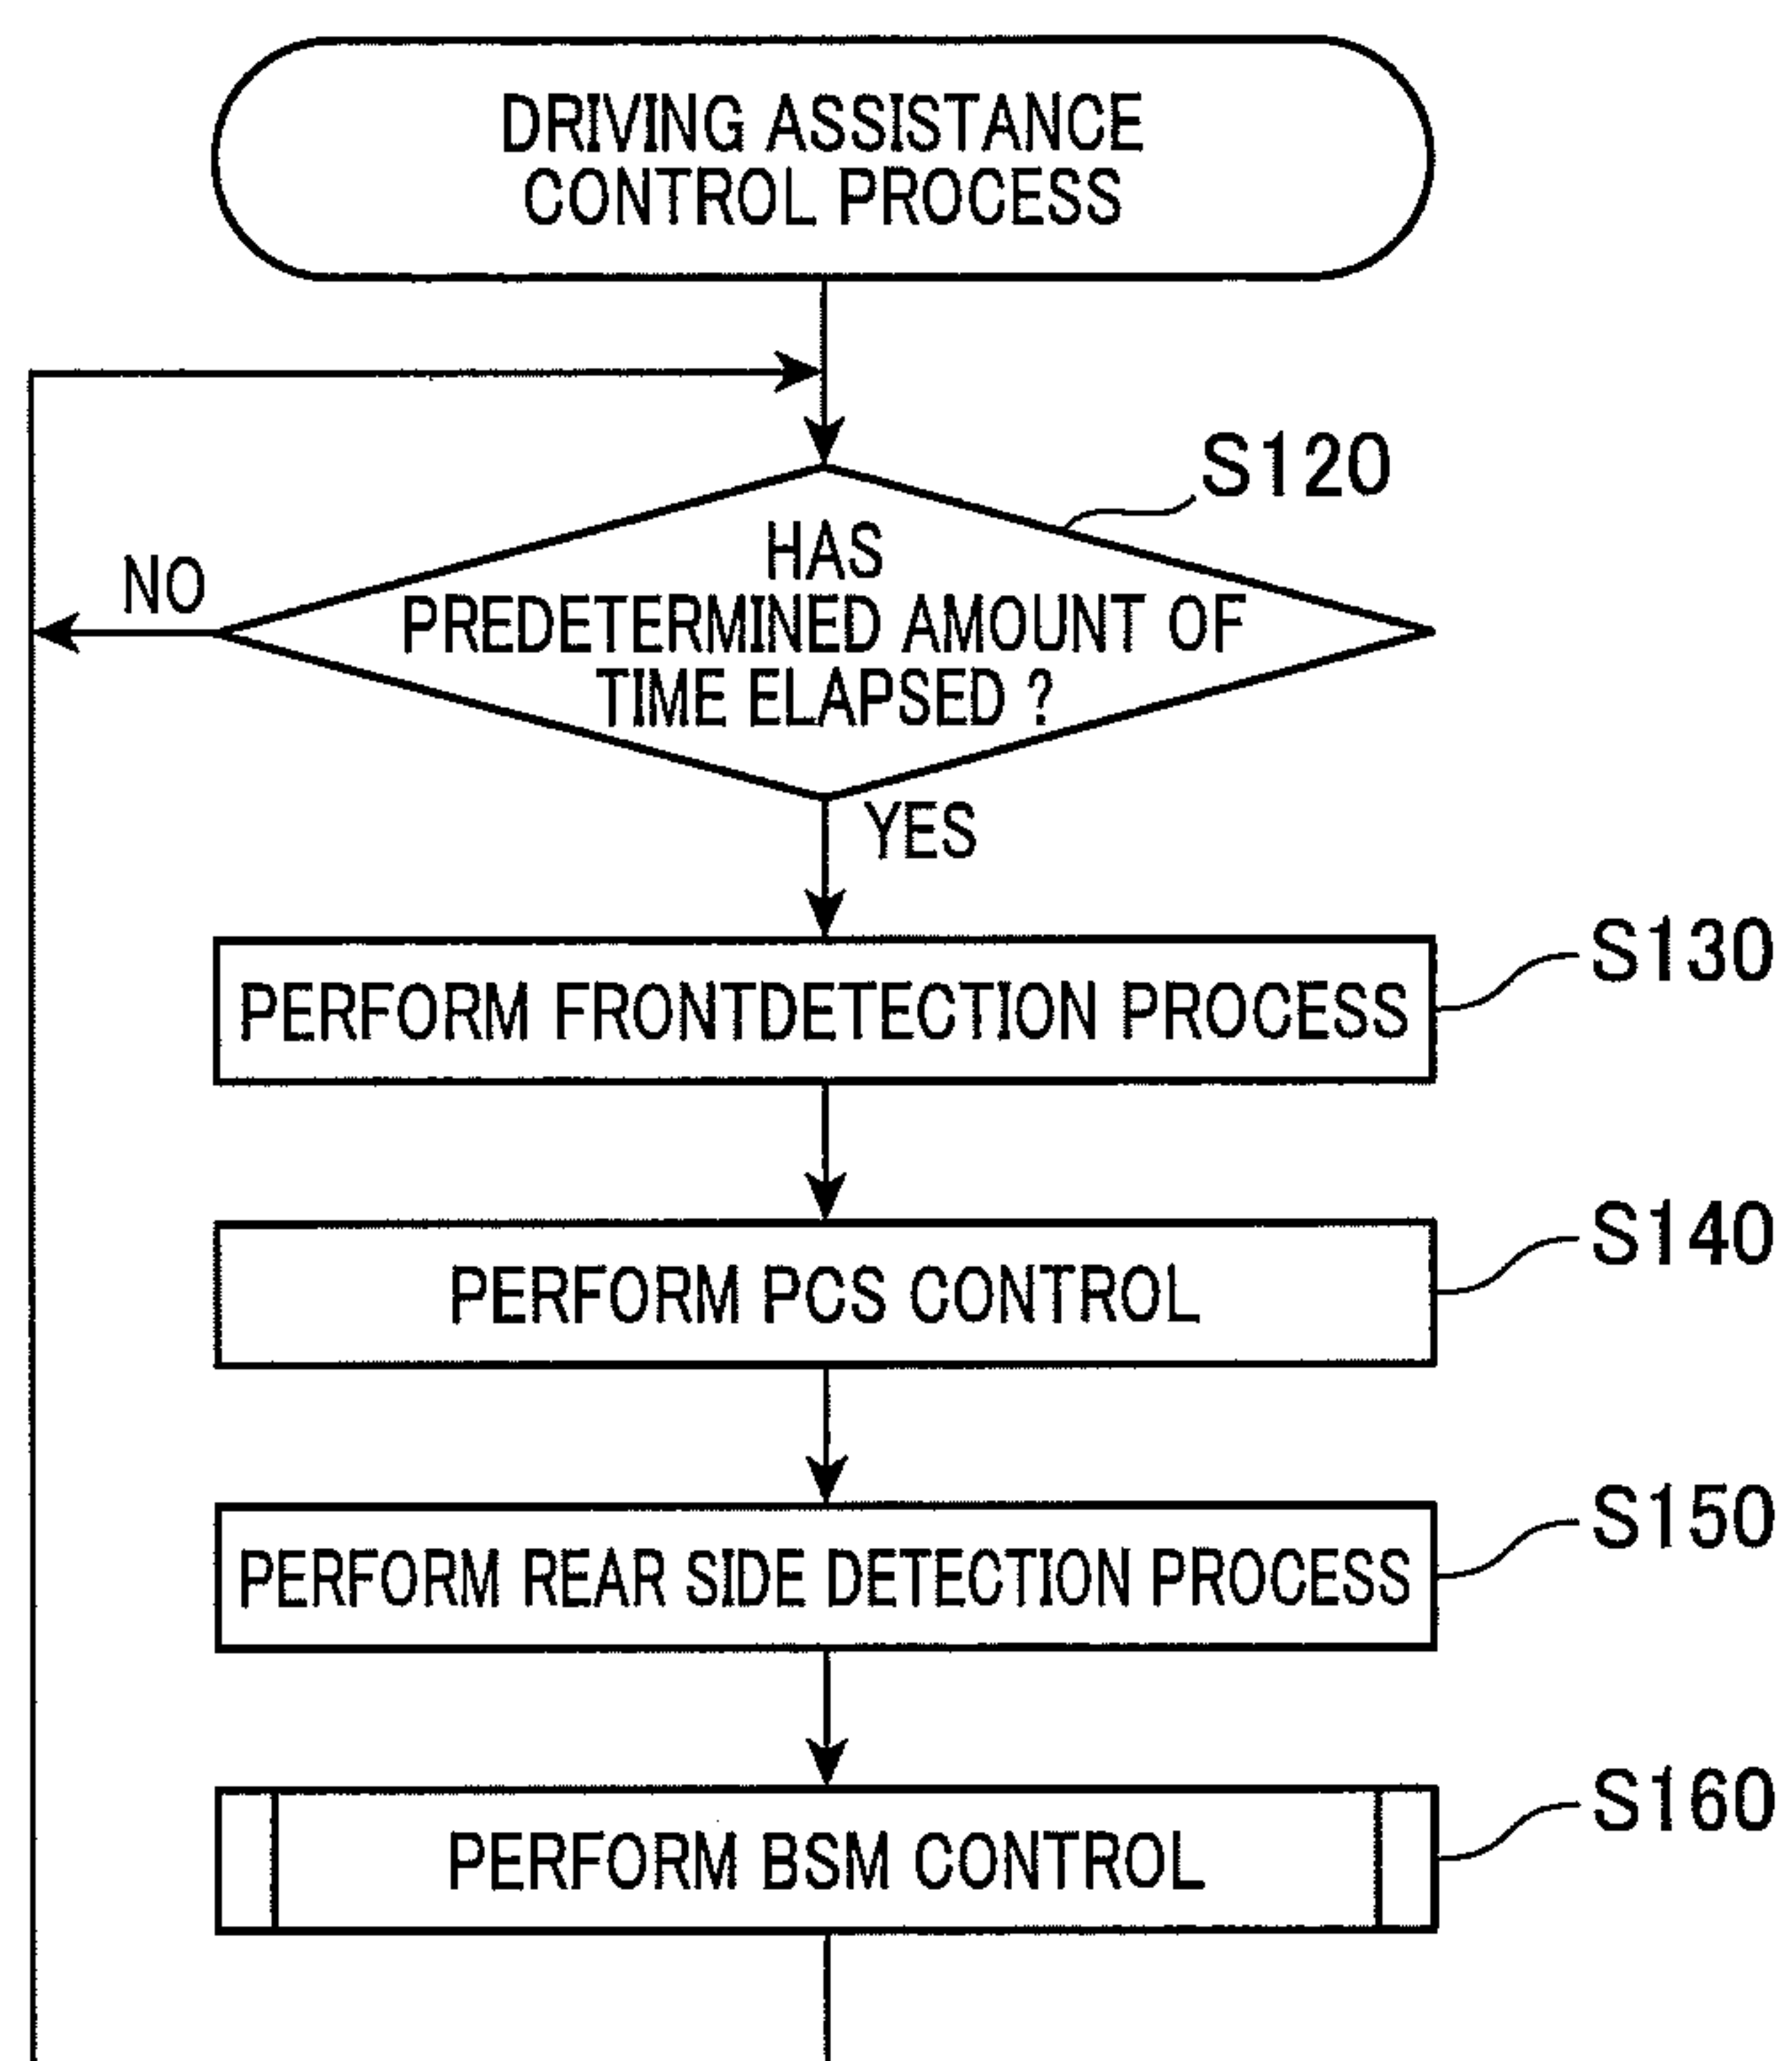 DRIVING ASSISTANCE
CONTROL PROCESS
S120
HAS
PREDETERMINED AMOUNT OF
TIME ELAPSED ?
NO
YES
PERFORM FRONTDETECTION PROCESS
S130
PERFORM PCS CONTROL
S140
PERFORM REAR SIDE DETECTION PROCESS
S150
PERFORM BSM CONTROL
S160